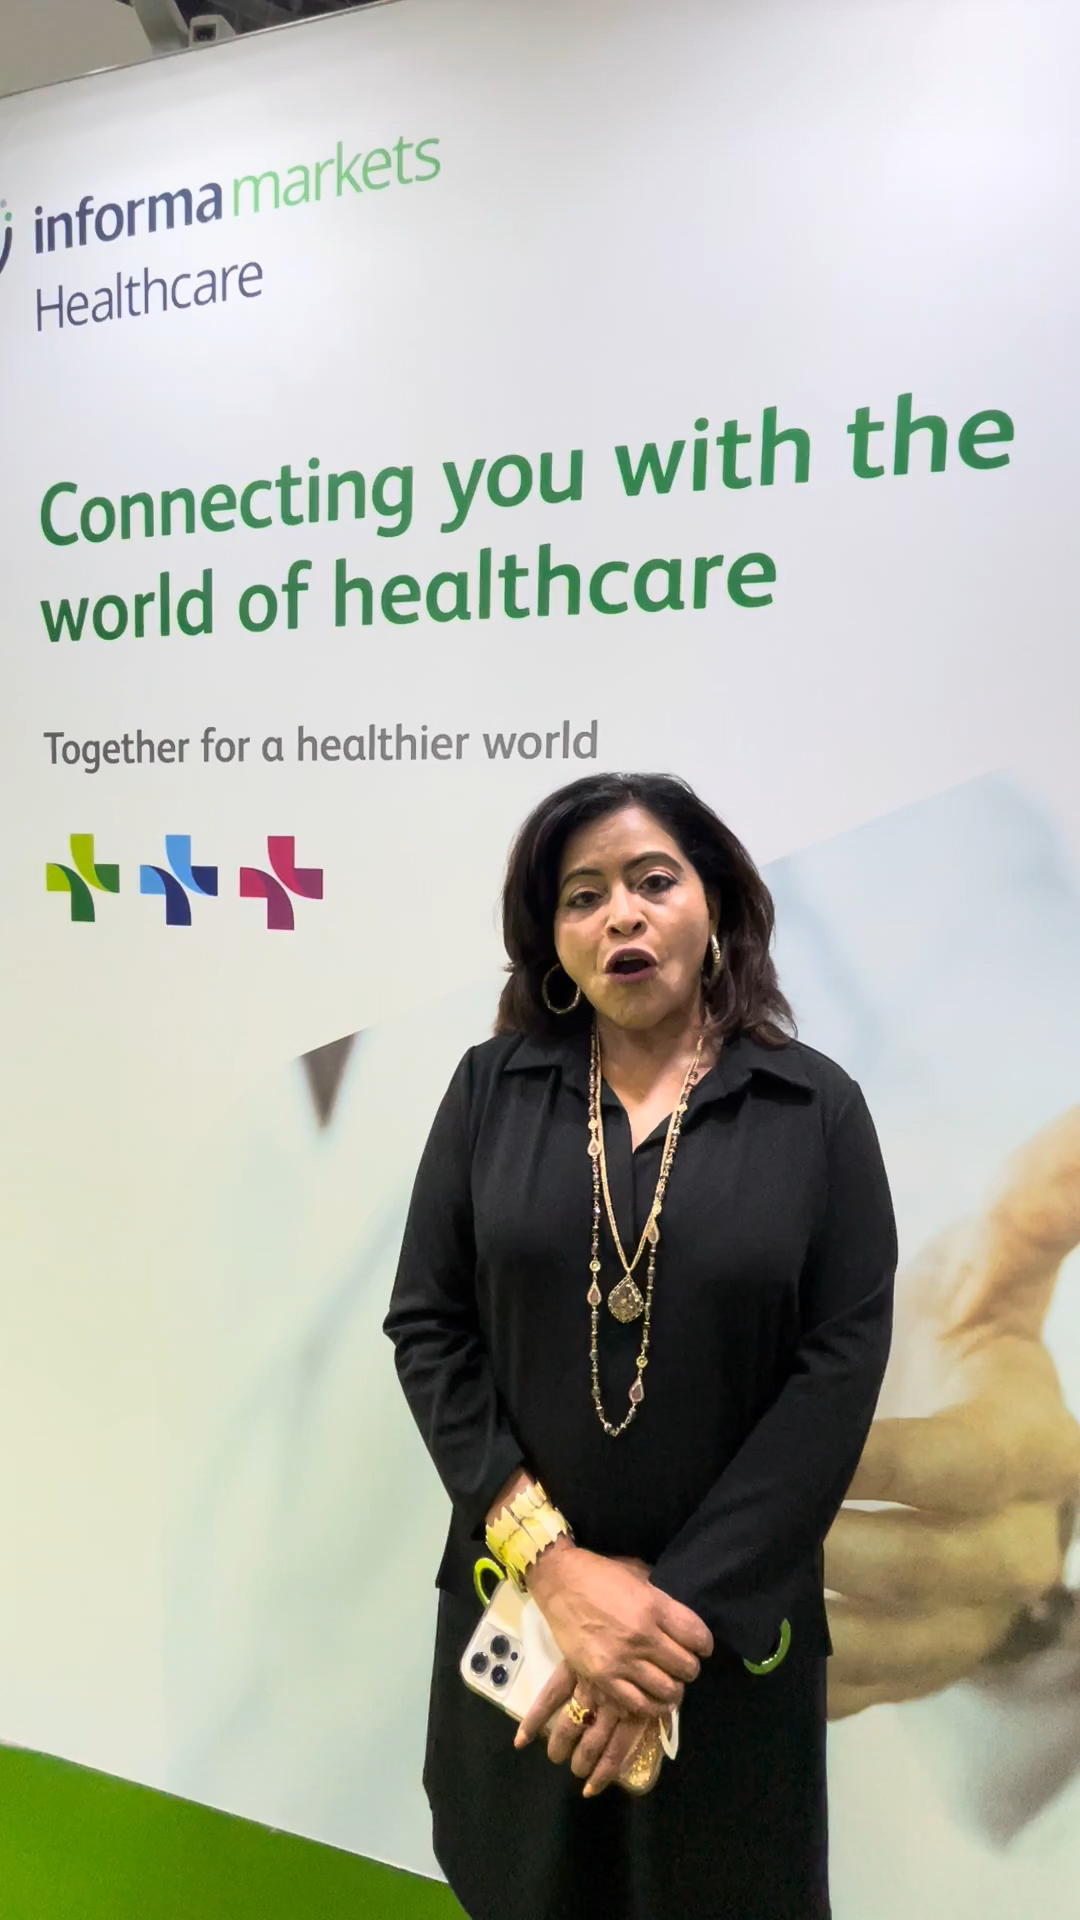 informa markets
Healthcare
Connecting you with the
world of healthcare
Together for a healthier world